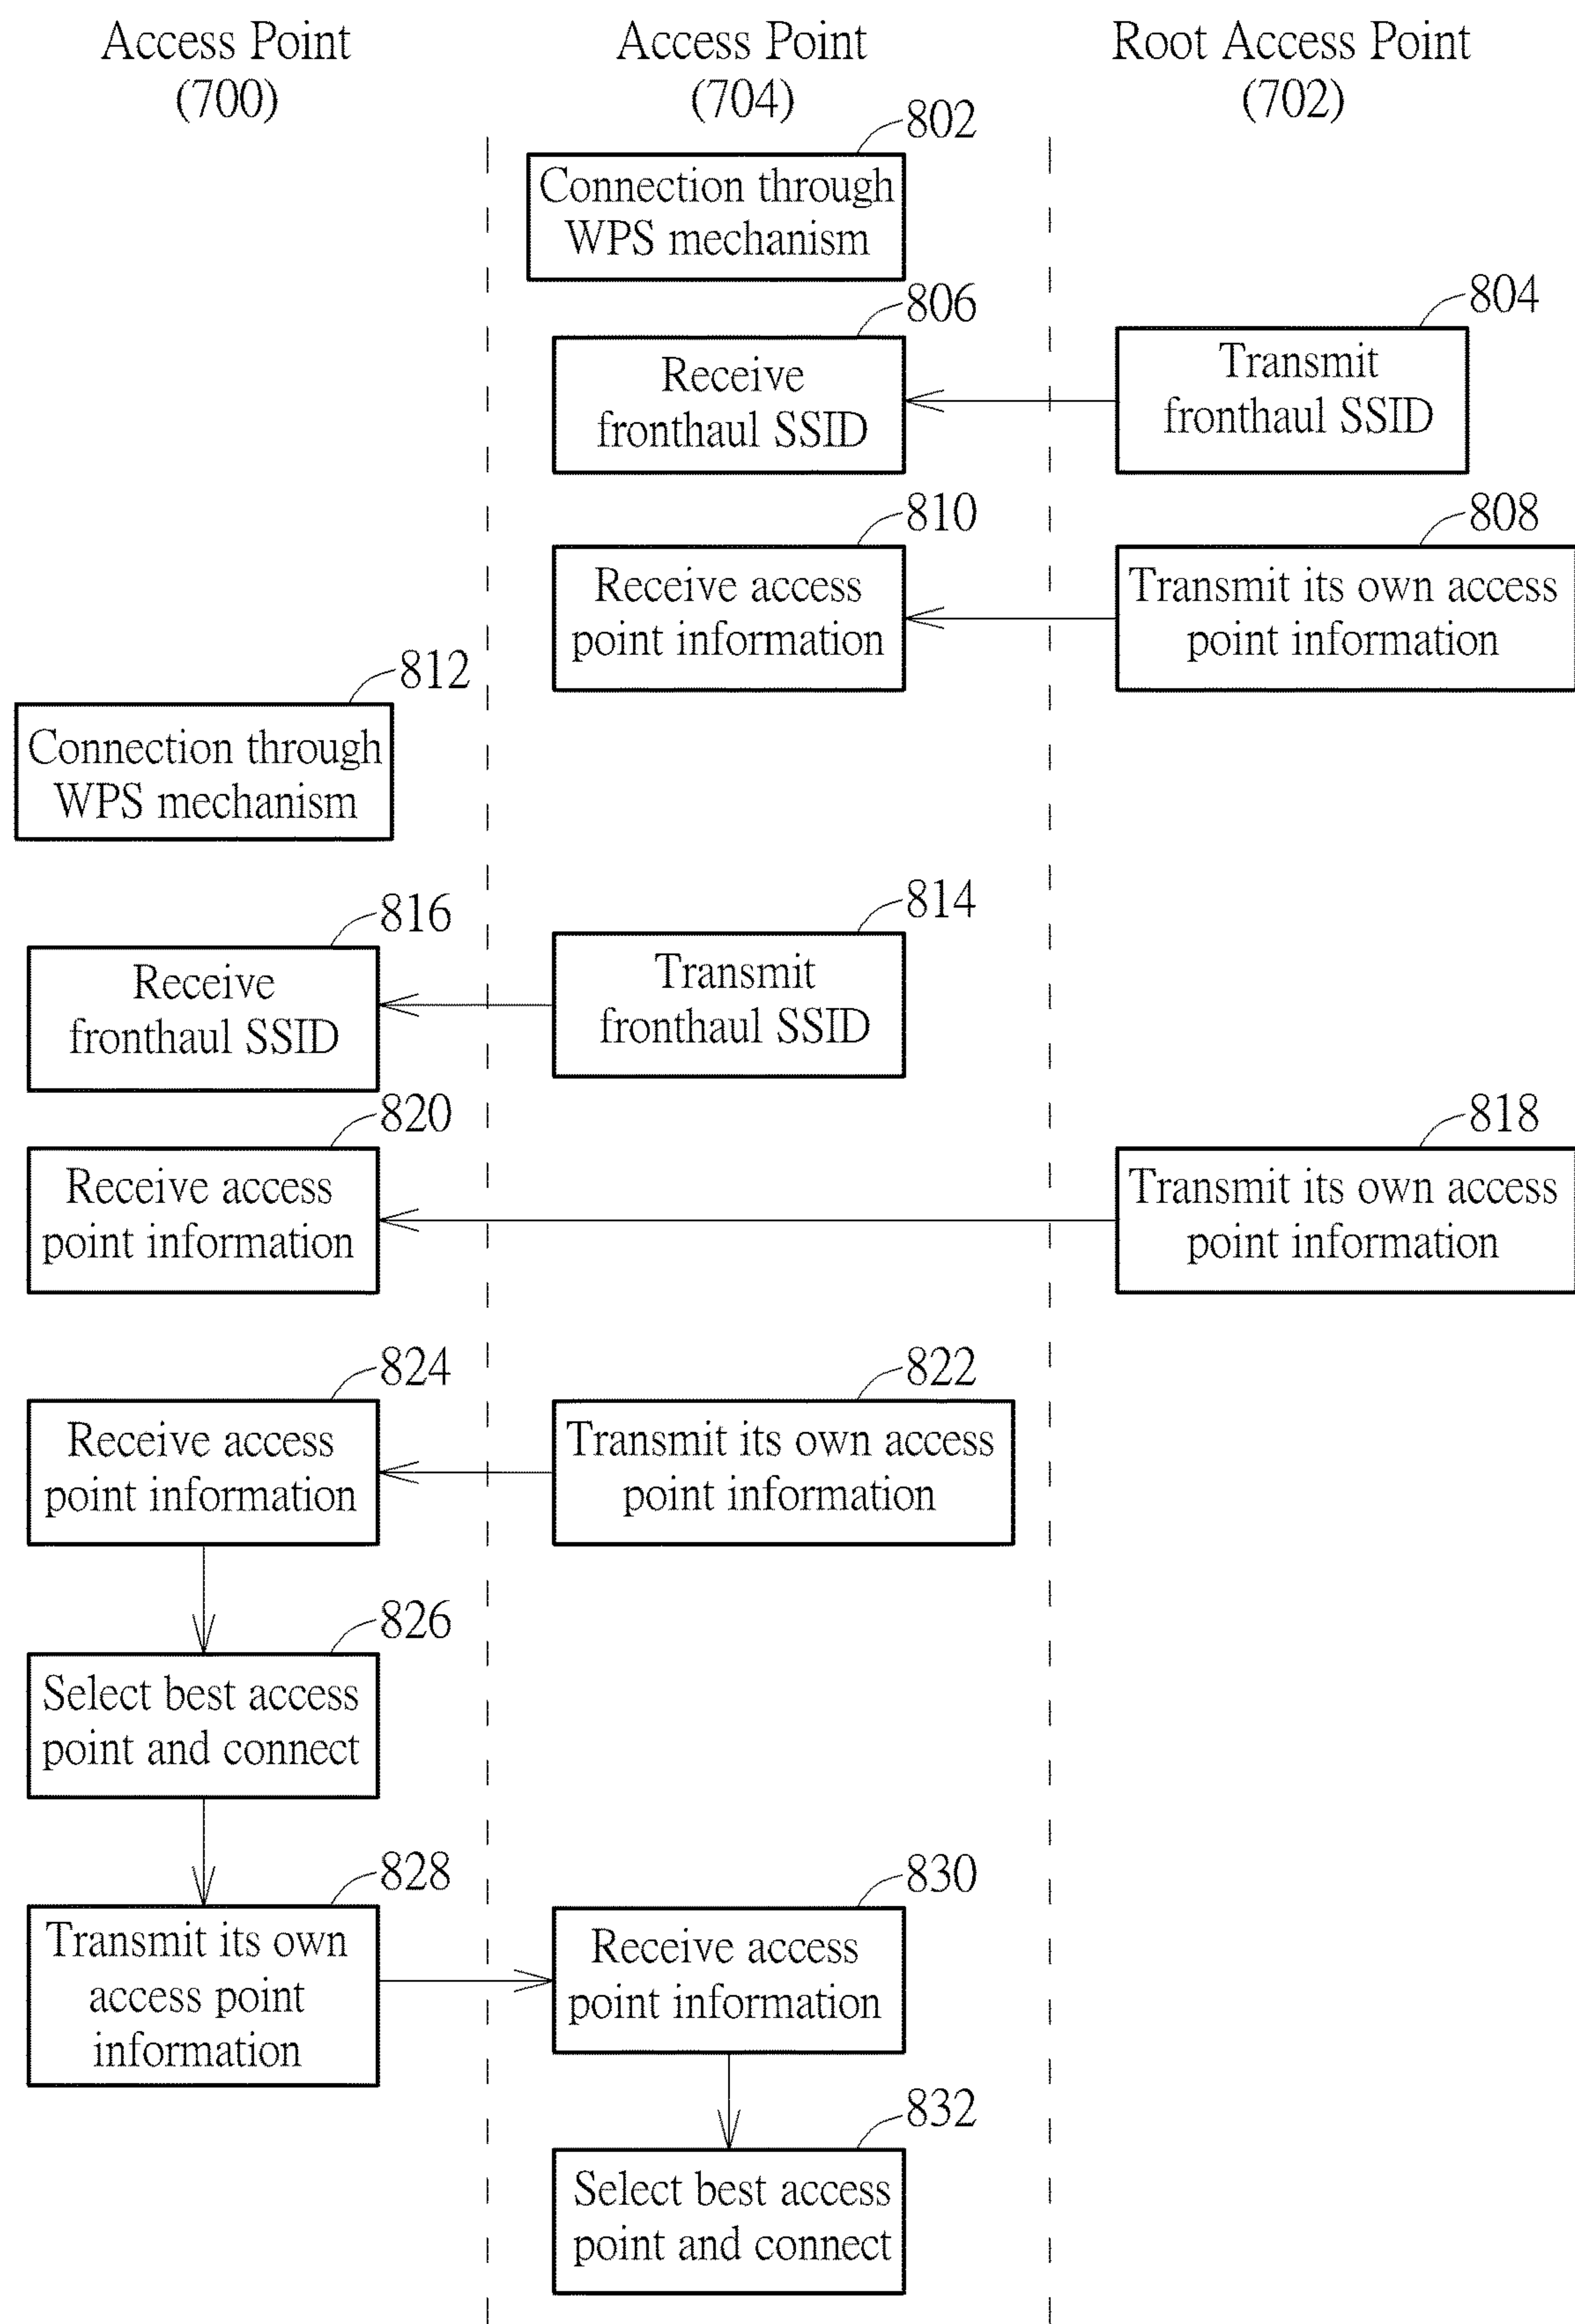 Access Point
(700)
Access Point
(704)
Root Access Point
(702)
802
Connection through
WPS mechanism
806
Receive
fronthaul SSID
804
Transmit
fronthaul SSID
810
Receive access
point information
808
Transmit its own access
point information
812
Connection through
WPS mechanism
816
Receive
fronthaul SSID
814
Transmit
fronthaul SSID
820
Receive access
point information
818
Transmit its own access
point information
824
Receive access
point information
822
Transmit its own access
point information
826
Select best access
point and connect
828
Transmit its own
access point
information
830
Receive access
point information
832
Select best access
point and connect